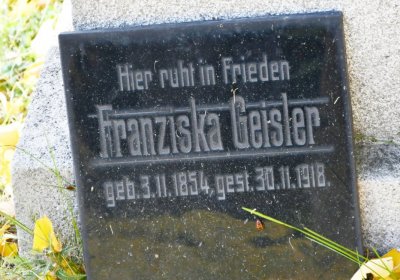 Hier ruht in Frieden
Franziska Geisler
geb. 3. 11. 1854, gest. 30. 11. 1918.